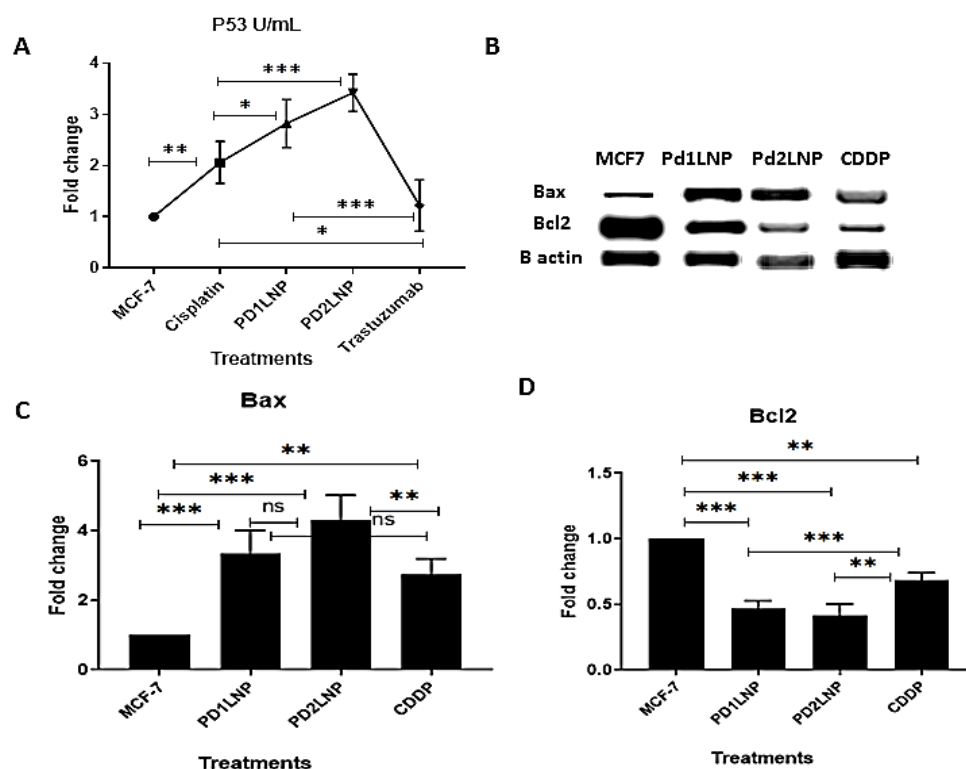 A
P53 U/mL
Fold change
4
3
2
1
0
***
*
**
***
*
MCF-7
Cisplatin
PD1LNP
PD2LNP
Trastuzumab
Treatments
B
MCF7 Pd1LNP Pd2LNP CDDP
Bax
Bcl2
B actin
C
Bax
Fold change
6
4
2
0
**
***
***
ns
**
ns
MCF-7
PD1LNP
PD2LNP
CDDP
Treatments
D
Bcl2
Fold change
1.5
1.0
0.5
0.0
**
***
***
***
**
MCF-7
PD1LNP
PD2LNP
CDDP
Treatments